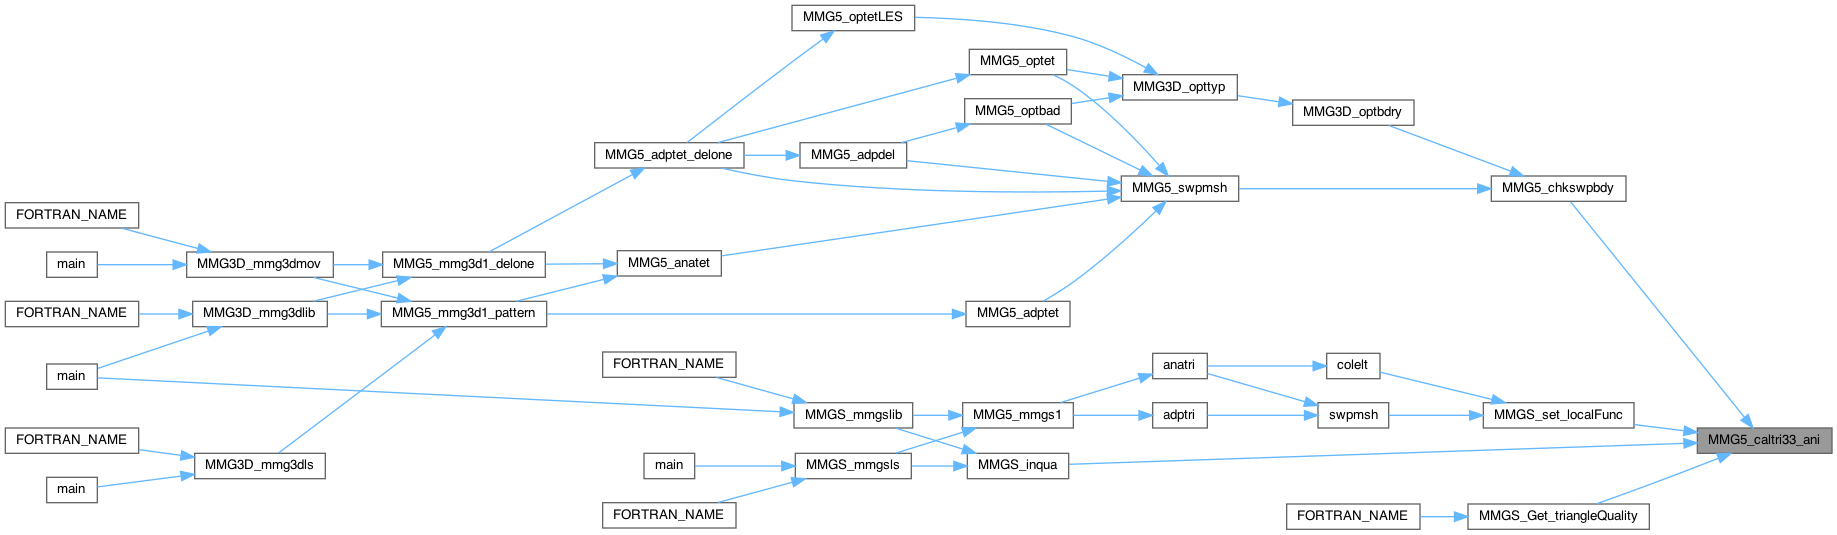 MMG5_optetLES
MMG5_optet
MMG3D_opttyp
MMG5_optbad
MMG3D_optbdry
MMG5_adptet_delone
MMG5_adpdel
MMG5_swpmsh
MMG5_chkswpbdy
FORTRAN_NAME
main
MMG3D_mmg3dmov
MMG5_mmg3d1_delone
MMG5_anatet
FORTRAN_NAME
MMG3D_mmg3dlib
MMG5_mmg3d1_pattern
MMG5_adptet
main
FORTRAN_NAME
anatri
colelt
MMGS_mmgslib
MMG5_mmgs1
adptri
swpmsh
MMGS_set_localFunc
MMG5_caltri33_ani
FORTRAN_NAME
MMG3D_mmg3dls
main
main
MMGS_mmgsls
MMGS_inqua
FORTRAN_NAME
FORTRAN_NAME
MMGS_Get_triangleQuality